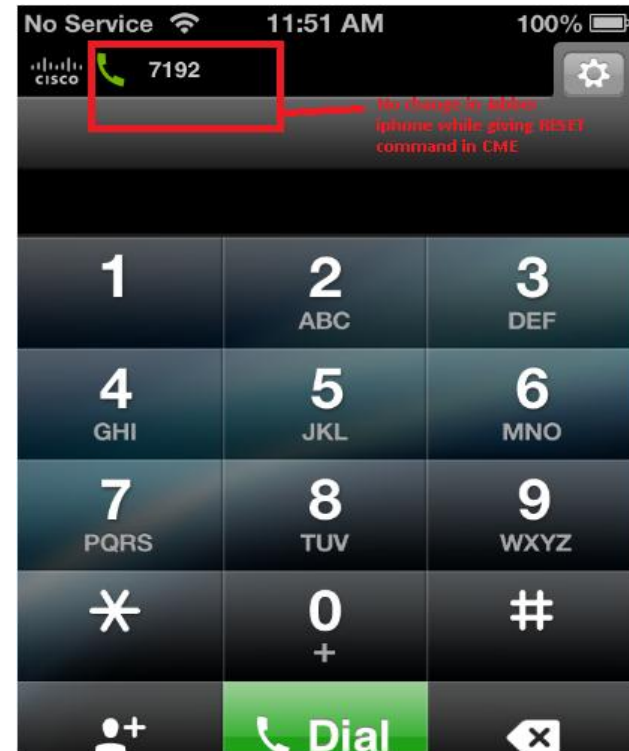 No Service 11:51 AM 100%
cisco 7192
No change in Jabber
iphone while giving RESET
command in CME
1 2 3
ABC DEF
4 5 6
GHI JKL MNO
7 8 9
PQRS TUV WXYZ
* 0 #
+
+ Dial